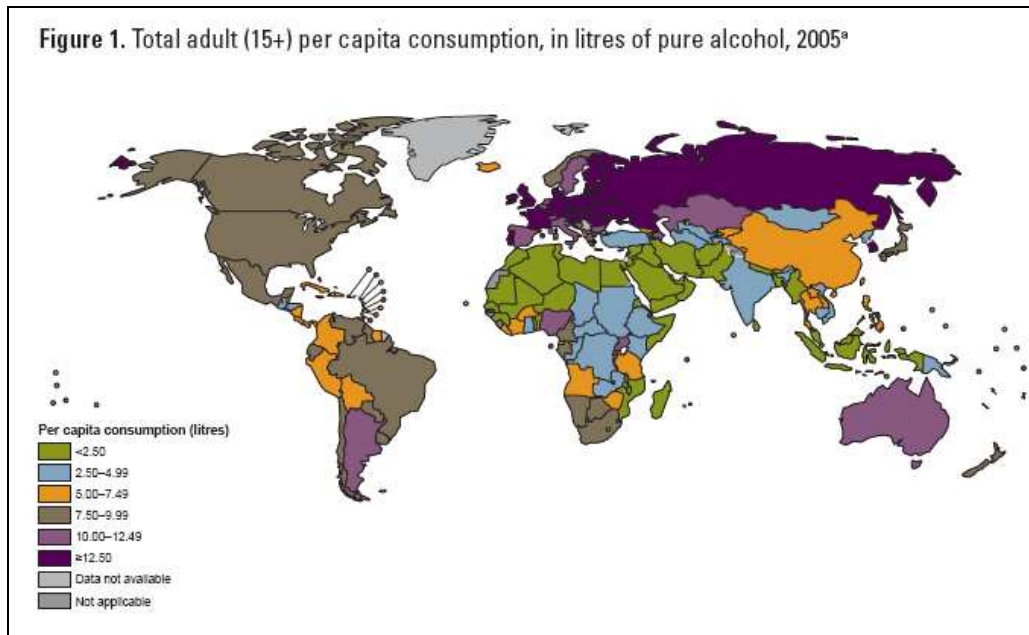 Figure 1. Total adult (15+) per capita consumption, in litres of pure alcohol, 2005ª
Per capita consumption (litres)
<2.50
2.50–4.99
5.00–7.49
7.50–9.99
10.00–12.49
≥12.50
Data not available
Not applicable